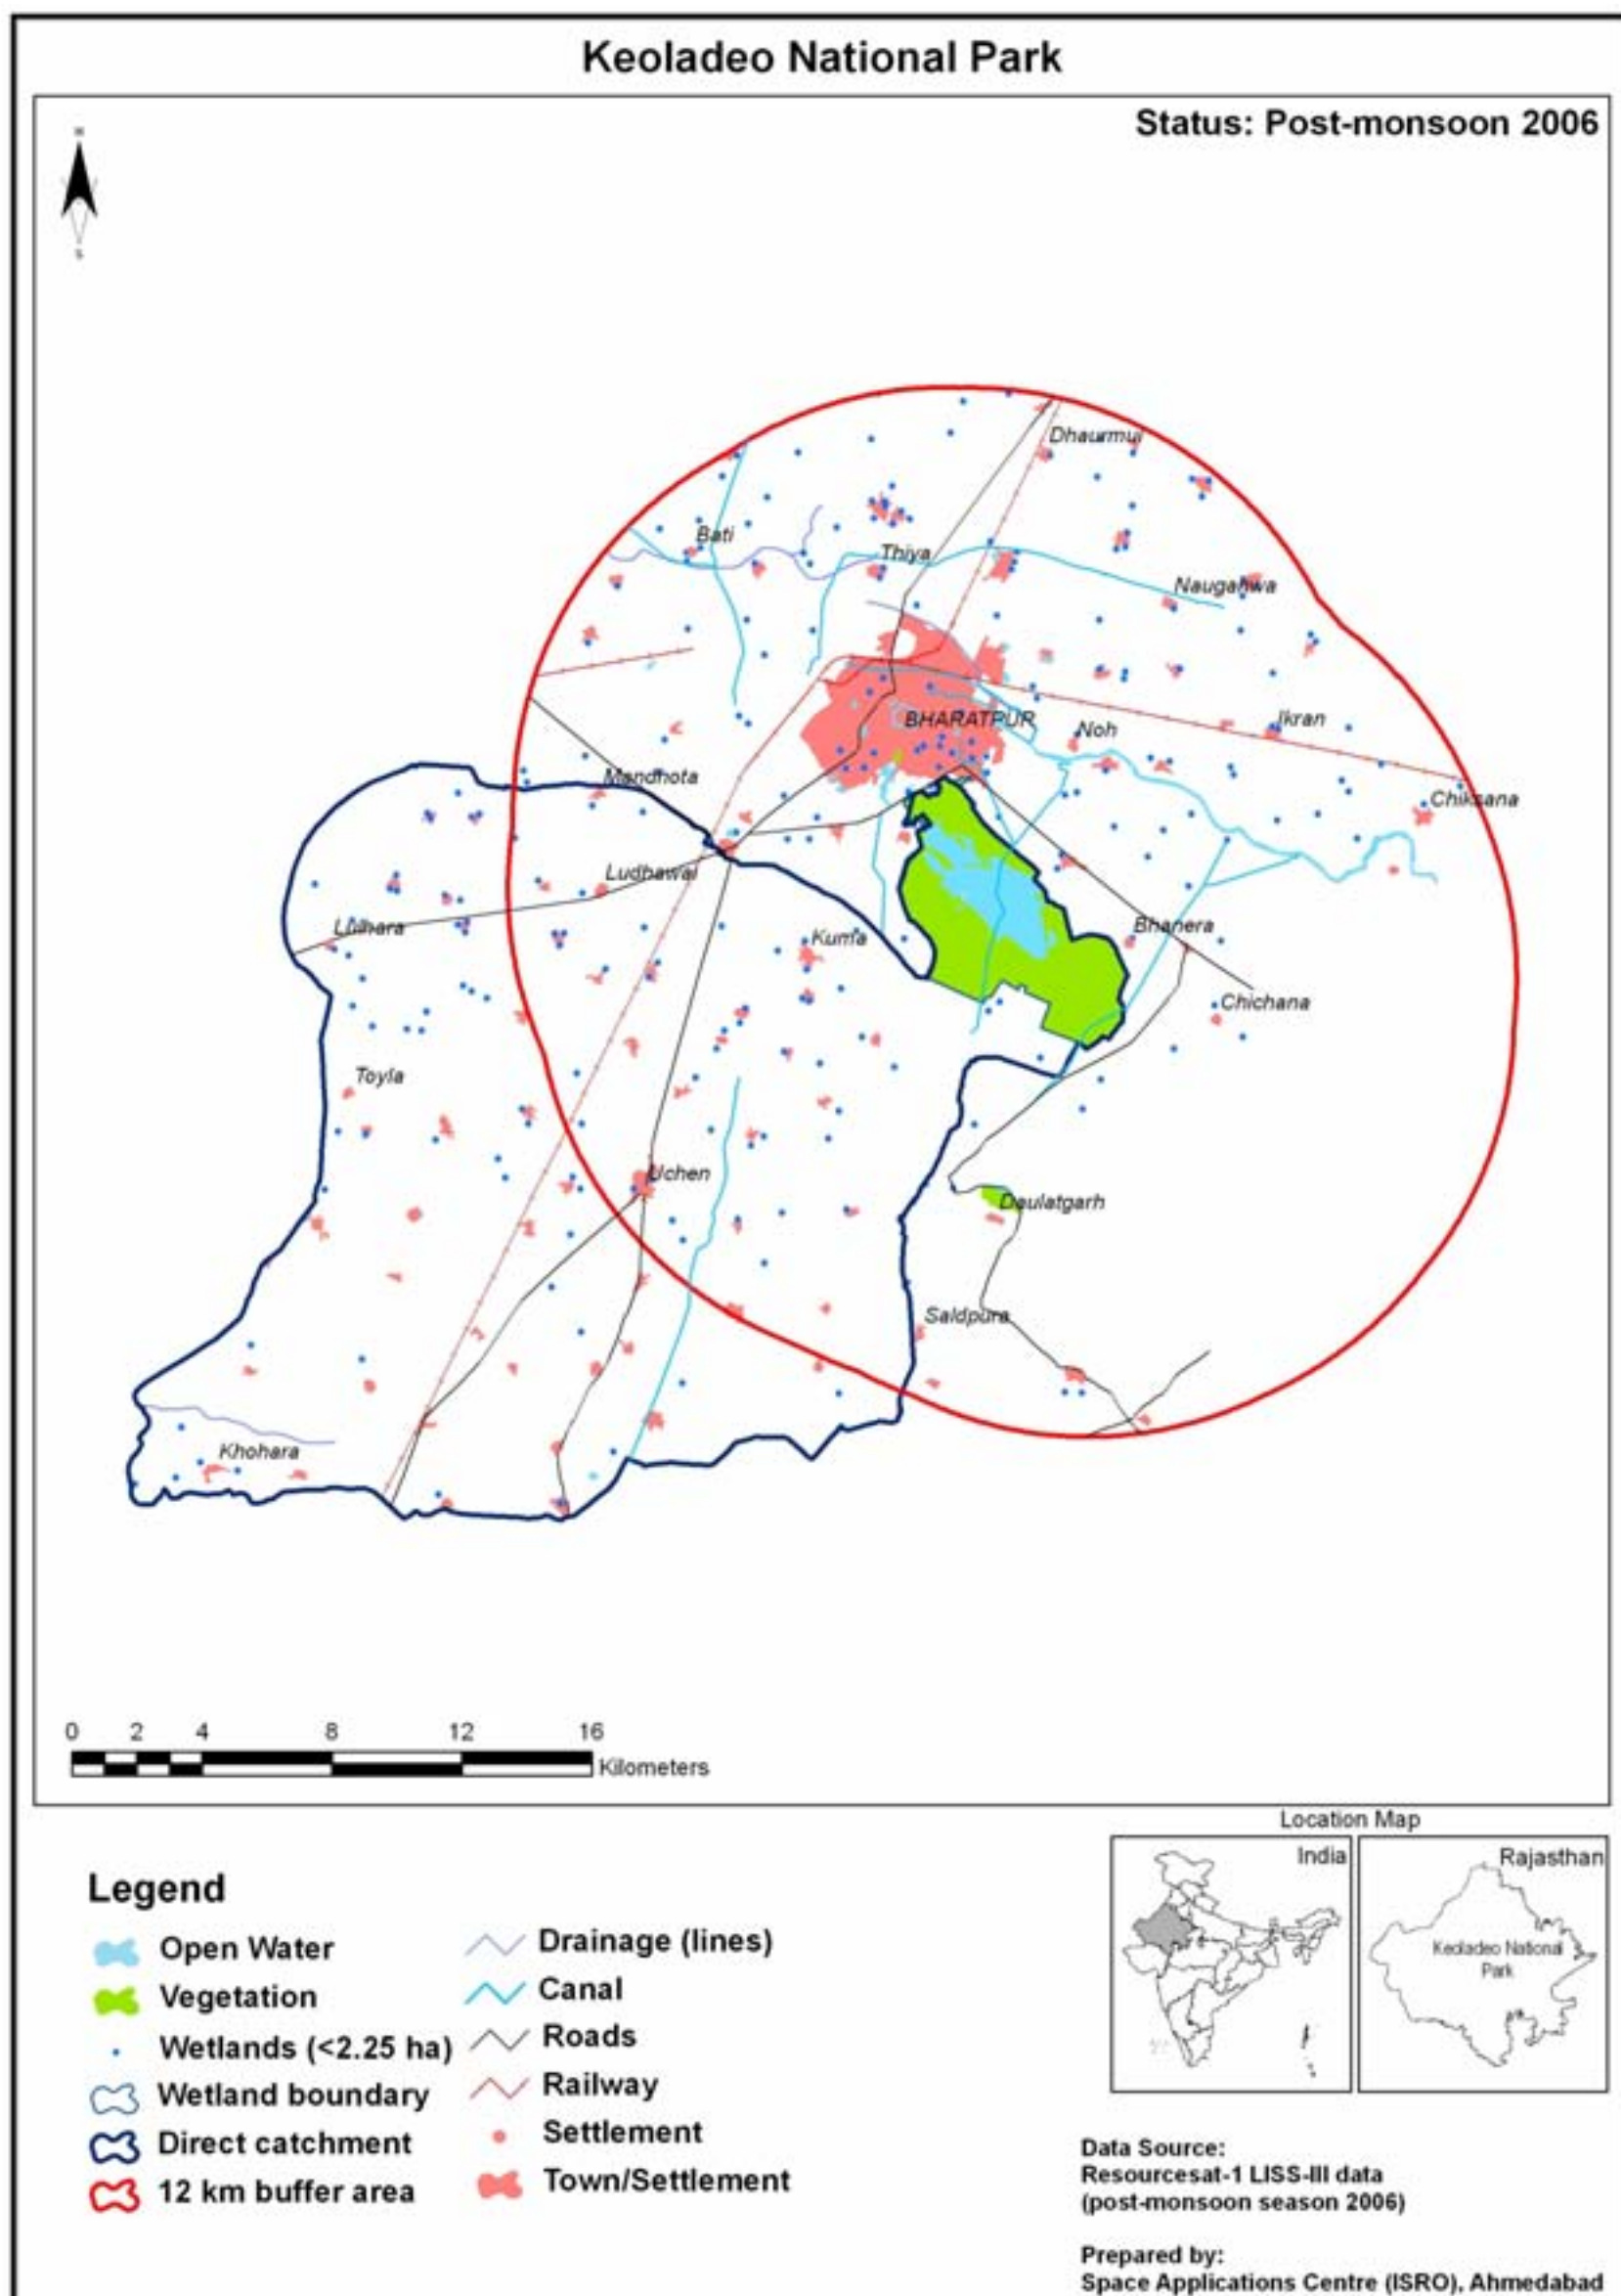 Keoladeo National Park
Status: Post-monsoon 2006
N
S
Dhaurmui
Bati
Thiya
Naugahwa
BHARATPUR
Noh
Ikran
Mandhota
Chiksana
Ludhawai
Lulhara
Kuma
Bhanera
Chichana
Toyla
Uchen
Daulatgarh
Saldpura
Khohara
0 2 4 8 12 16
Kilometers
Location Map
India
Rajasthan
Keoladeo National
Park
Legend
Open Water
Vegetation
Wetlands (<2.25 ha)
Wetland boundary
Direct catchment
12 km buffer area
Drainage (lines)
Canal
Roads
Railway
Settlement
Town/Settlement
Data Source:
Resourcesat-1 LISS-III data
(post-monsoon season 2006)
Prepared by:
Space Applications Centre (ISRO), Ahmedabad